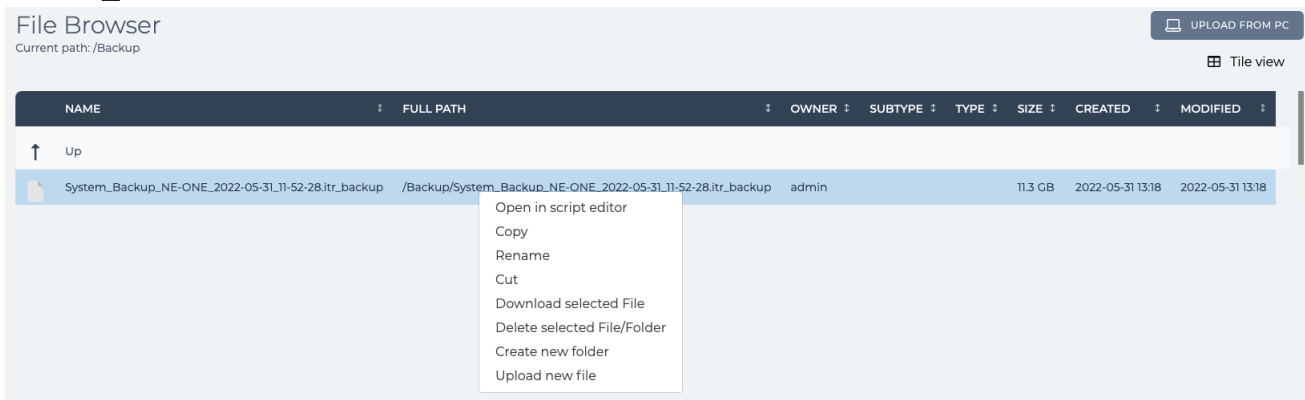 File Browser
UPLOAD FROM PC
Current path: /Backup
Tile view
NAME FULL PATH OWNER SUBTYPE TYPE SIZE CREATED MODIFIED
Up
System_Backup_NE-ONE_2022-05-31_11-52-28.itr_backup /Backup/System_Backup_NE-ONE_2022-05-31_11-52-28.itr_backup admin 11.3 GB 2022-05-31 13:18 2022-05-31 13:18
Open in script editor
Copy
Rename
Cut
Download selected File
Delete selected File/Folder
Create new folder
Upload new file